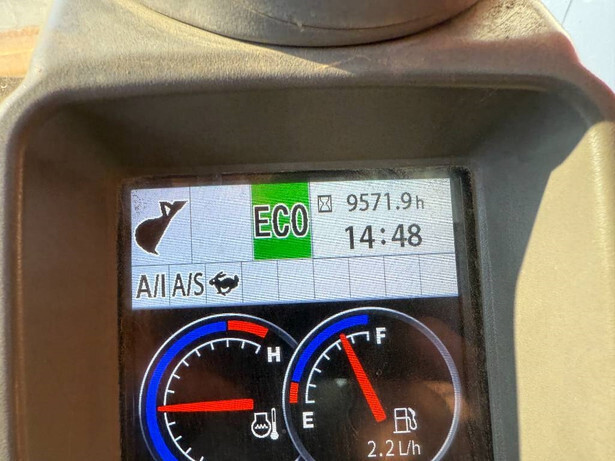 ECO
9571.9h
14:48
A/I A/S
H
F
E
2.2L/h